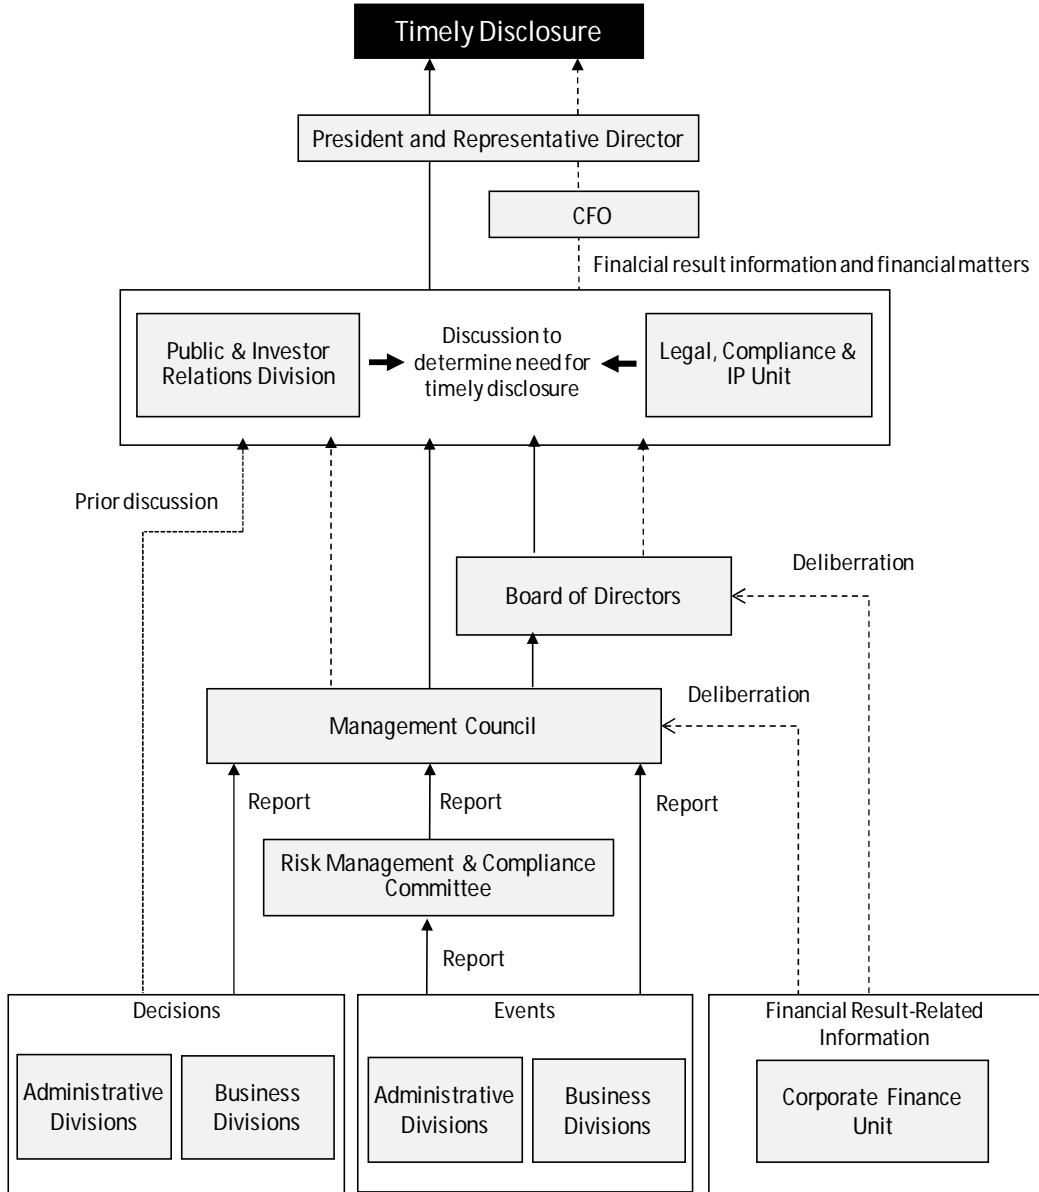 Timely Disclosure
President and Representative Director
CFO
Finalcial result information and financial matters
Public & Investor
Relations Division
Discussion to
determine need for
timely disclosure
Legal, Compliance &
IP Unit
Prior discussion
Deliberration
Board of Directors
Deliberration
Management Council
Report
Report
Report
Risk Management & Compliance
Committee
Report
Decisions
Administrative
Divisions
Business
Divisions
Events
Administrative
Divisions
Business
Divisions
Financial Result-Related
Information
Corporate Finance
Unit